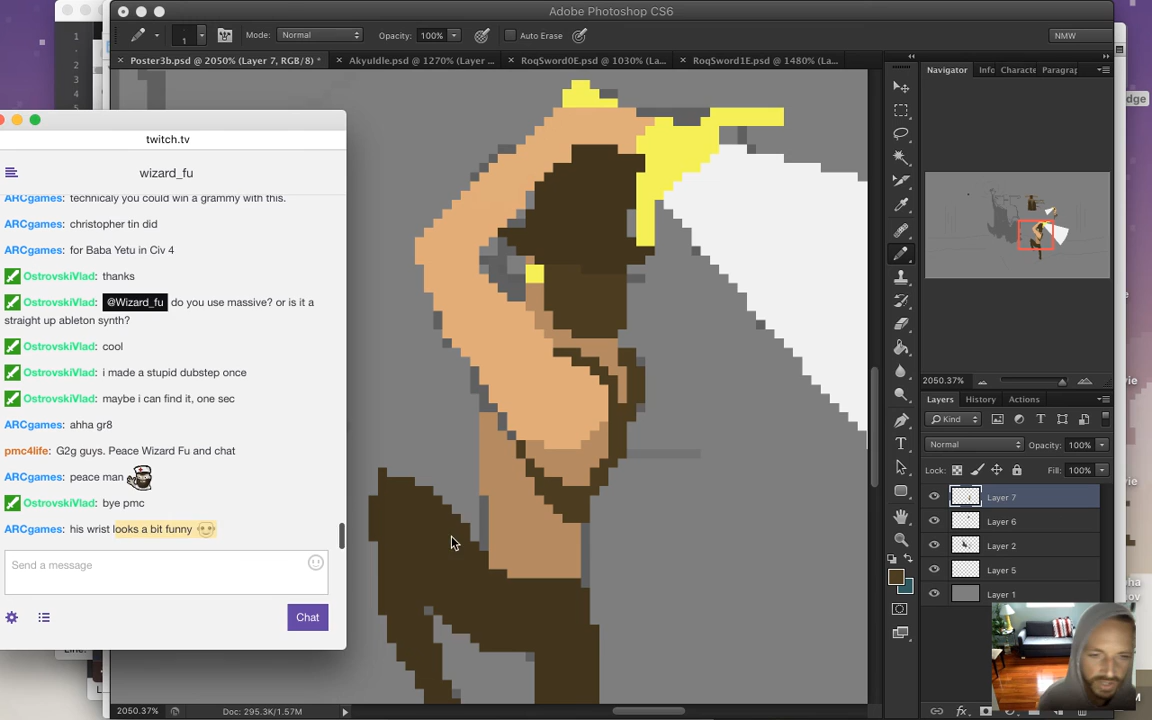 Adobe Photoshop CS6
1
Mode: Normal
Opacity: 100%
Auto Erase
NMW
Poster3b.psd @ 2050% (Layer 7, RGB/8) *
AkyuIdle.psd @ 1270% (Layer ...
RoqSword0E.psd @ 1030% (La...
RoqSword1E.psd @ 1480% (La...
Navigator
Info
Characte
Paragrap
twitch.tv
wizard_fu
ARCgames: technicaly you could win a grammy with this.
ARCgames: christopher tin did
ARCgames: for Baba Yetu in Civ 4
OstrovskiVlad: thanks
OstrovskiVlad: @Wizard_fu do you use massive? or is it a
straight up ableton synth?
OstrovskiVlad: cool
OstrovskiVlad: i made a stupid dubstep once
OstrovskiVlad: maybe i can find it, one sec
ARCgames: ahha gr8
pmc4life: G2g guys. Peace Wizard Fu and chat
ARCgames: peace man
OstrovskiVlad: bye pmc
ARCgames: his wrist looks a bit funny
Send a message
Chat
2050.37%
Layers
History
Actions
Kind
Normal
Opacity: 100%
Lock:
Fill: 100%
Layer 7
Layer 6
Layer 2
Layer 5
Layer 1
2050.37%
Doc: 295.3K/1.57M